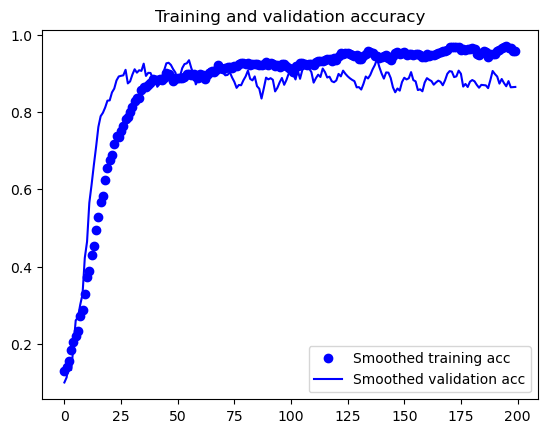 Training and validation accuracy
1.0
0.8
0.6
0.4
0.2
Smoothed training acc
Smoothed validation acc
0 25 50 75 100 125 150 175 200